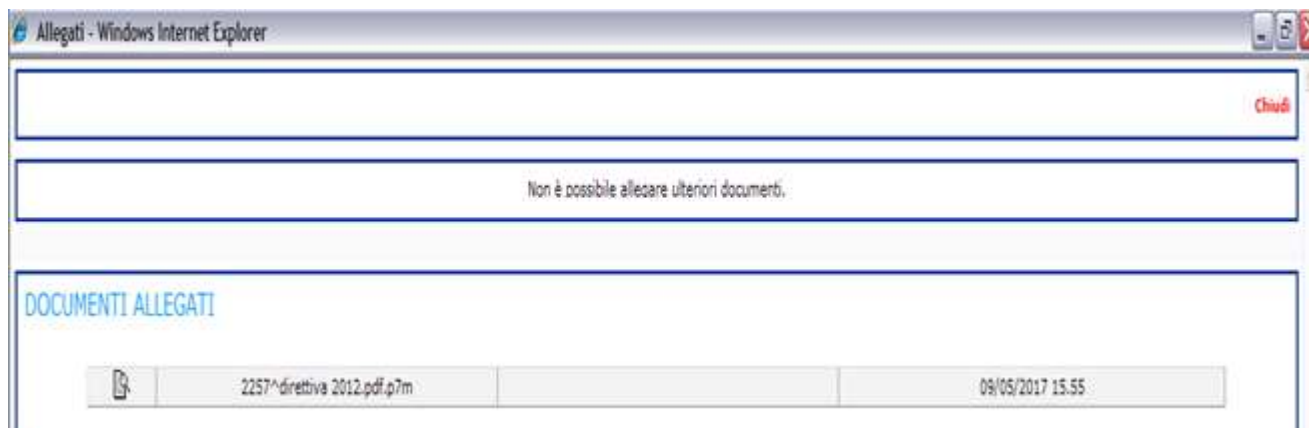 Allegati - Windows Internet Explorer
Chiudi
Non è possibile allegare ulteriori documenti.
DOCUMENTI ALLEGATI
2257^direttiva 2012.pdf.p7m 09/05/2017 15.55